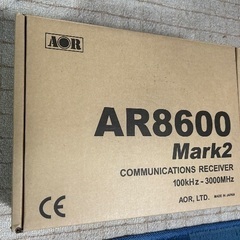 AOR
AR8600
Mark2
COMMUNICATIONS RECEIVER
100kHz-3000MHz
AOR, LTD. MADE IN JAPAN
CE